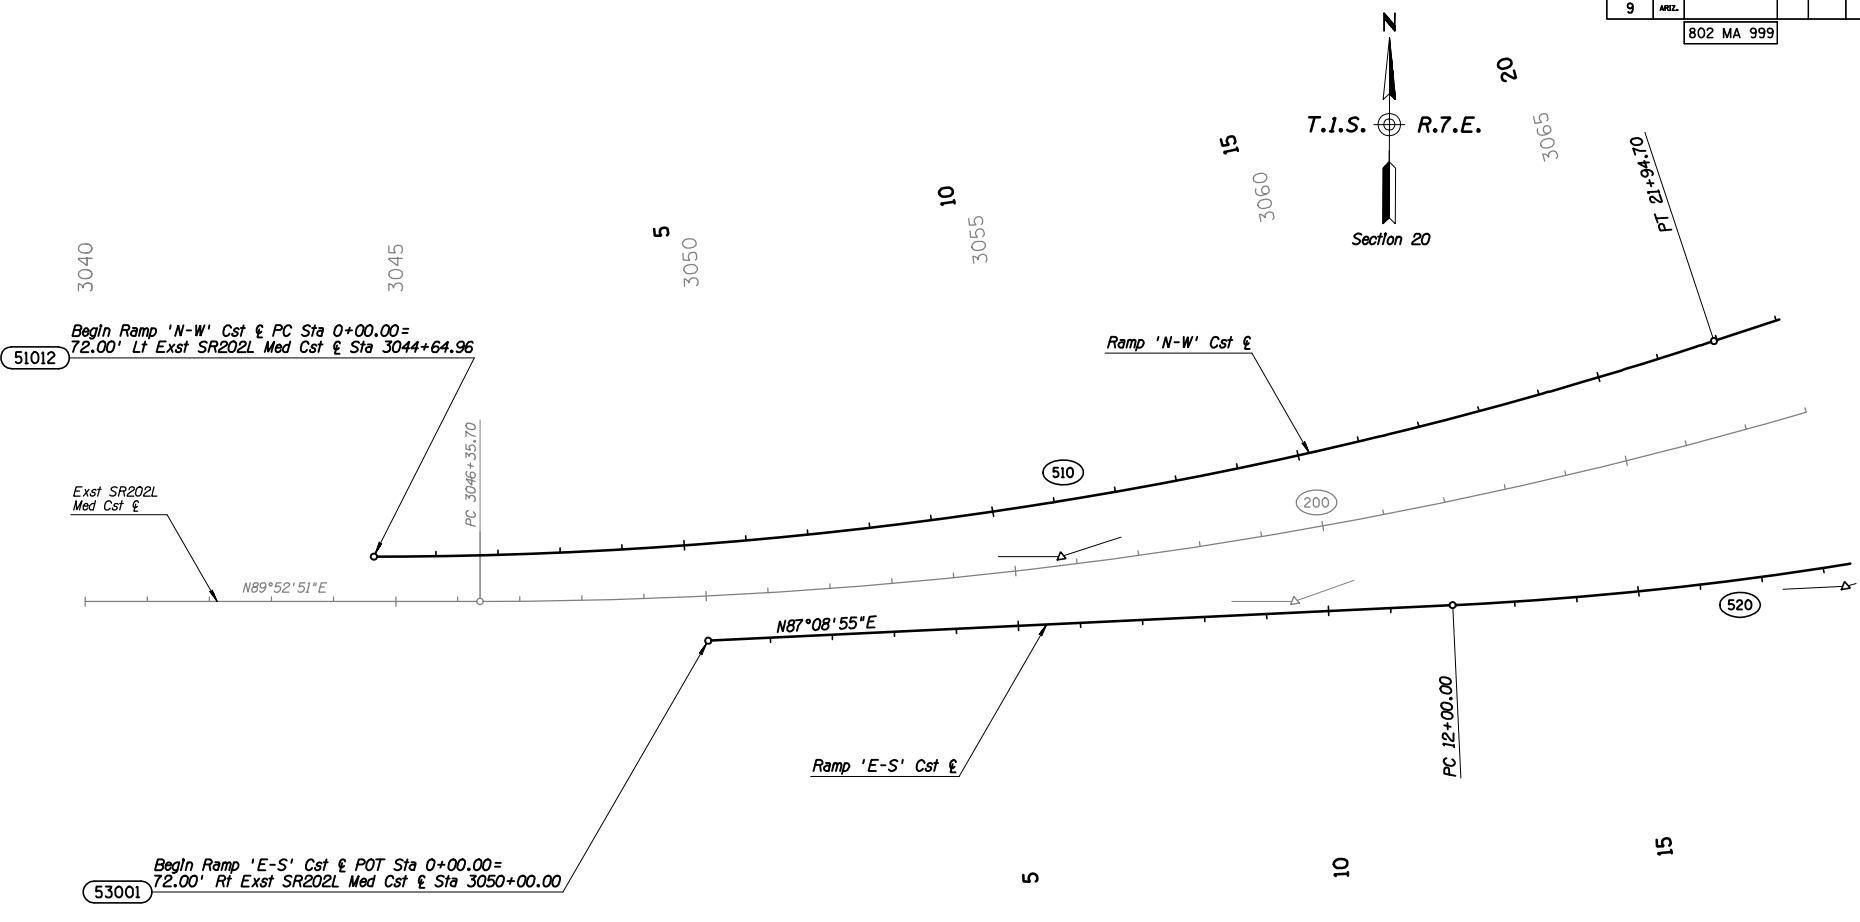 9 ARIZ.
802 MA 999
N
T.1.S. R.7.E.
Section 20
20
3065
15
3060
10
3055
5
3050
3045
3040
PT 21+94.70
Begin Ramp 'N-W' Cst ℄ PC Sta 0+00.00=
72.00' Lt Exst SR202L Med Cst ℄ Sta 3044+64.96
51012
Ramp 'N-W' Cst ℄
PC 3046+35.70
510
200
Exst SR202L
Med Cst ℄
N89°52'51"E
N87°08'55"E
520
PC 12+00.00
Ramp 'E-S' Cst ℄
Begin Ramp 'E-S' Cst ℄ POT Sta 0+00.00=
72.00' Rt Exst SR202L Med Cst ℄ Sta 3050+00.00
53001
5
10
15